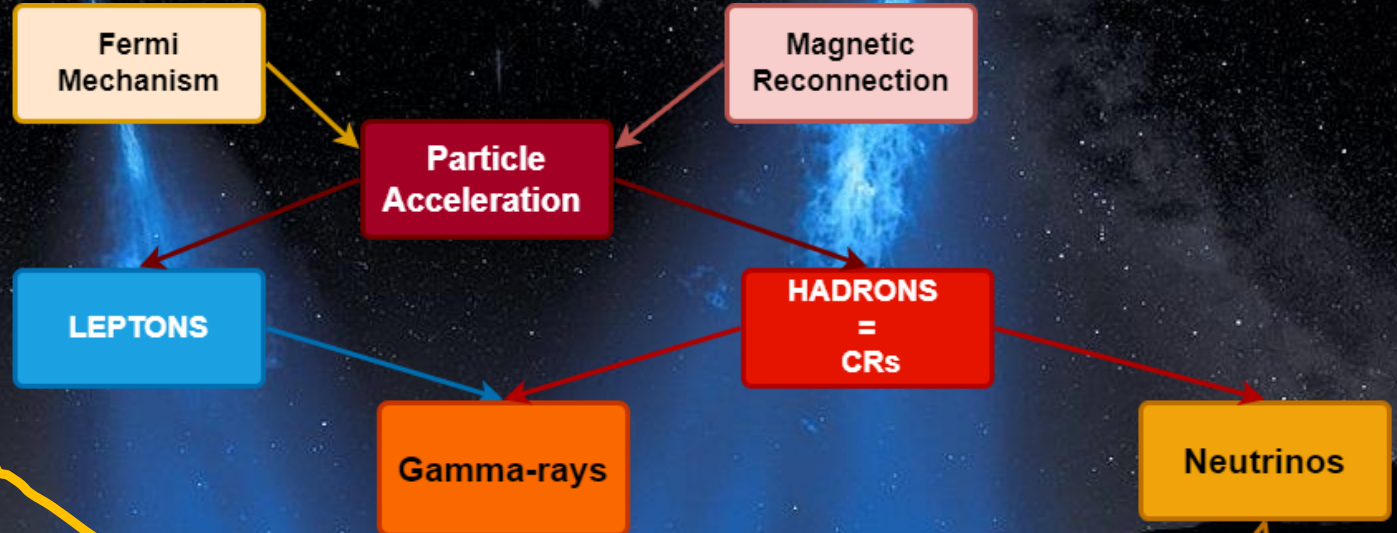 Fermi
Mechanism
Magnetic
Reconnection
Particle
Acceleration
LEPTONS
HADRONS
=
CRs
Gamma-rays
Neutrinos